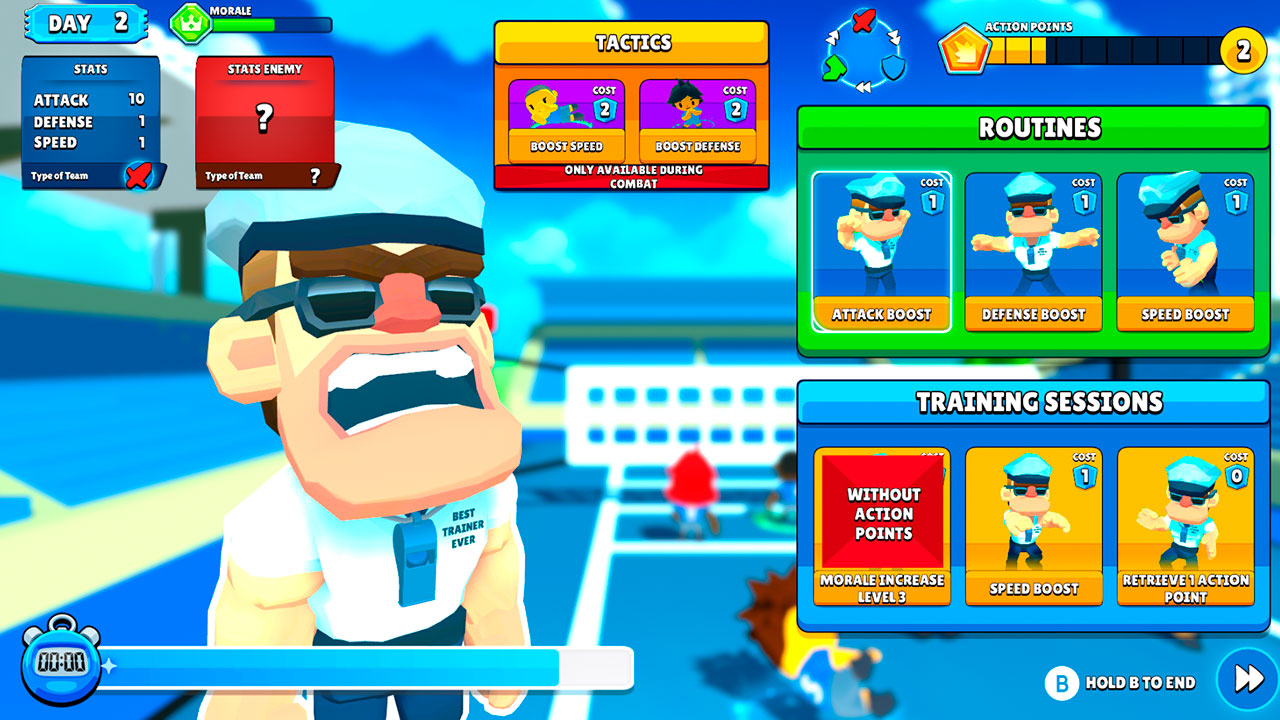 DAY 2
MORALE
STATS
ATTACK 10
DEFENSE 1
SPEED 1
Type of Team
STATS ENEMY
?
Type of Team ?
TACTICS
COST
2
BOOST SPEED
COST
2
BOOST DEFENSE
ONLY AVAILABLE DURING
COMBAT
ACTION POINTS
2
ROUTINES
COST
1
ATTACK BOOST
COST
1
DEFENSE BOOST
COST
1
SPEED BOOST
TRAINING SESSIONS
WITHOUT
ACTION
POINTS
MORALE INCREASE
LEVEL 3
COST
1
SPEED BOOST
COST
0
RETRIEVE 1 ACTION
POINT
BEST
TRAINER
EVER
00:00
B HOLD B TO END